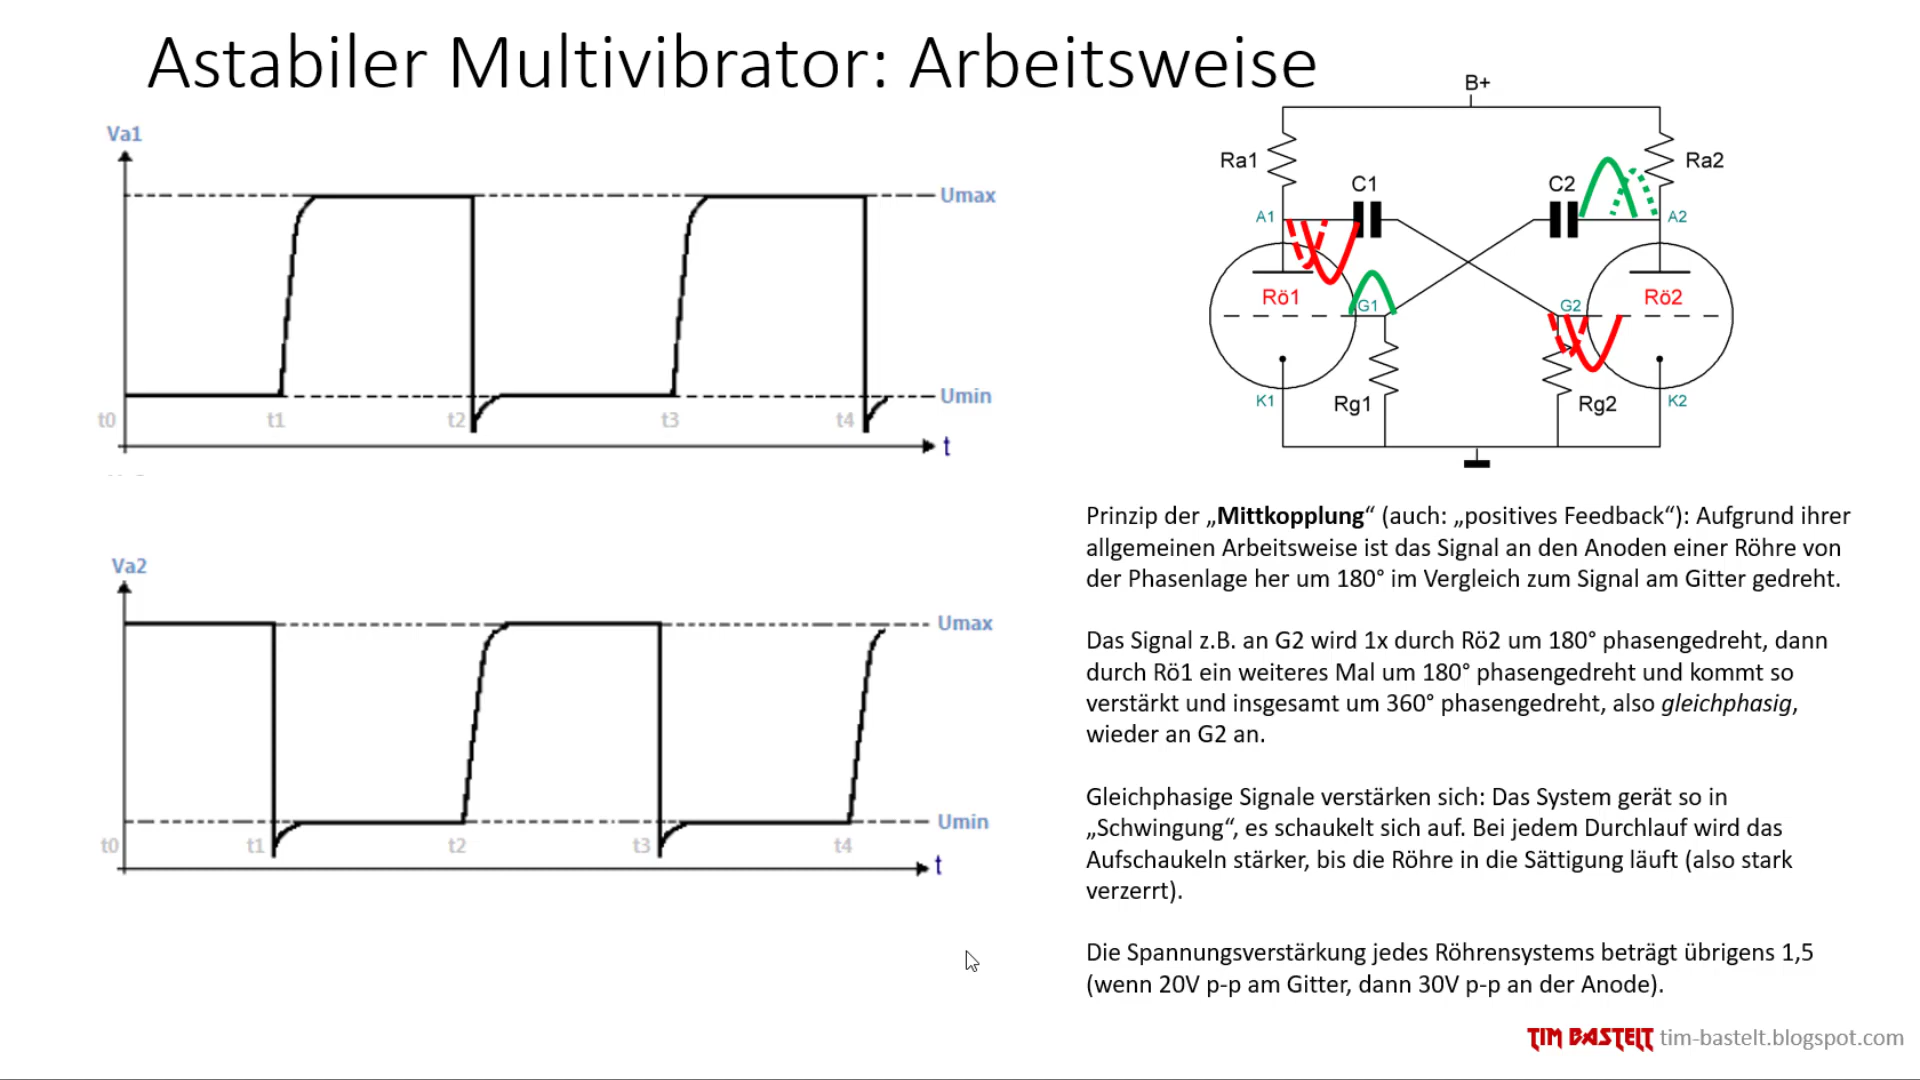 Astabiler Multivibrator: Arbeitsweise
Va1
Umax
Umin
t0
t1
t2
t3
t4
t
Va2
Umax
Umin
t0
t1
t2
t3
t4
t
B+
Ra1
Ra2
C1
C2
A1
A2
Rö1
G1
G2
Rö2
K1
Rg1
Rg2
K2
Prinzip der „Mittkopplung“ (auch: „positives Feedback“): Aufgrund ihrer
allgemeinen Arbeitsweise ist das Signal an den Anoden einer Röhre von
der Phasenlage her um 180° im Vergleich zum Signal am Gitter gedreht.
Das Signal z.B. an G2 wird 1x durch Rö2 um 180° phasengedreht, dann
durch Rö1 ein weiteres Mal um 180° phasengedreht und kommt so
verstärkt und insgesamt um 360° phasengedreht, also gleichphasig,
wieder an G2 an.
Gleichphasige Signale verstärken sich: Das System gerät so in
„Schwingung“, es schaukelt sich auf. Bei jedem Durchlauf wird das
Aufschaukeln stärker, bis die Röhre in die Sättigung läuft (also stark
verzerrt).
Die Spannungsverstärkung jedes Röhrensystems beträgt übrigens 1,5
(wenn 20V p-p am Gitter, dann 30V p-p an der Anode).
TIM BASTELT tim-bastelt.blogspot.com